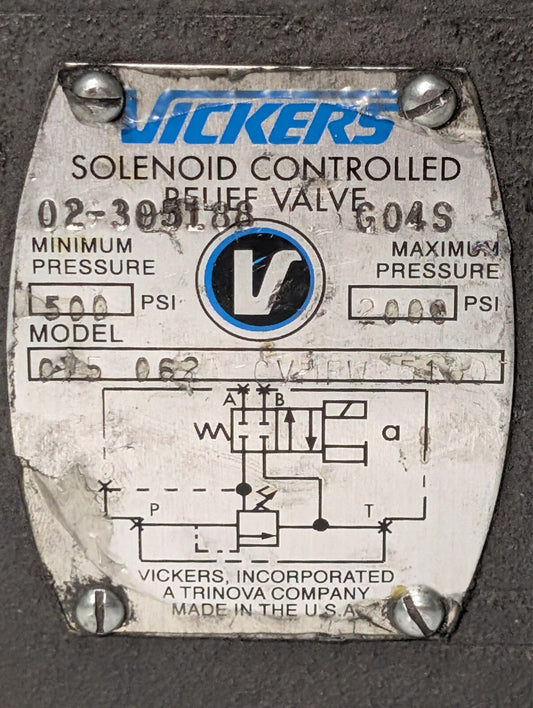 VICKERS
SOLENOID CONTROLLED
RELIEF VALVE
02-305188 G04S
MINIMUM PRESSURE
500 PSI
MAXIMUM PRESSURE
2000 PSI
MODEL
062
A B
a
P T
VICKERS, INCORPORATED
A TRINOVA COMPANY
MADE IN THE U.S.A